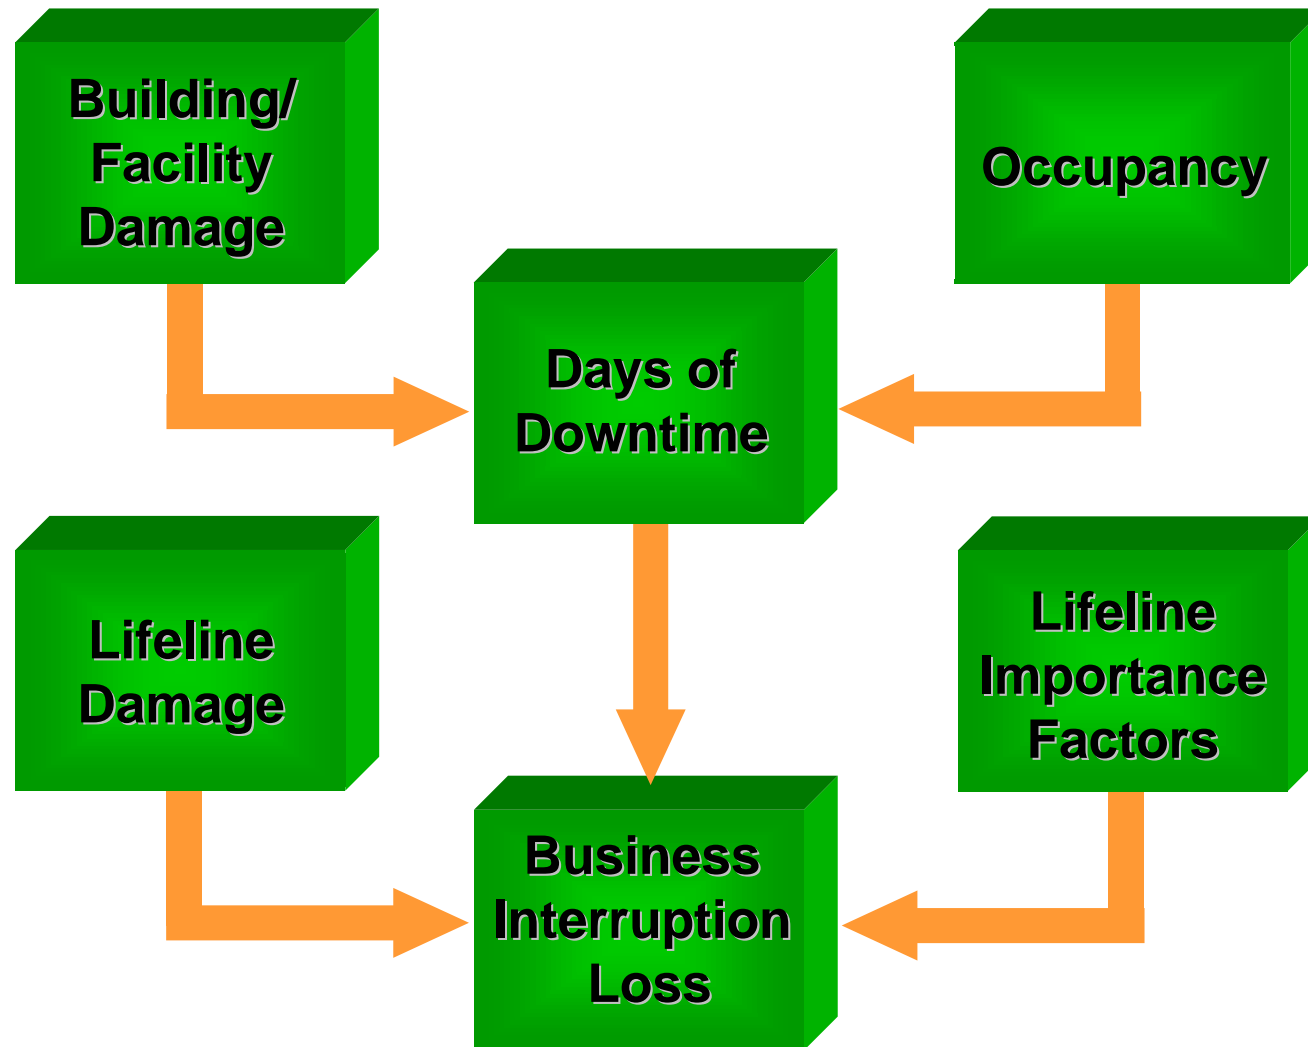 Building/
Facility
Damage
Occupancy
Days of
Downtime
Lifeline
Damage
Lifeline
Importance
Factors
Business
Interruption
Loss